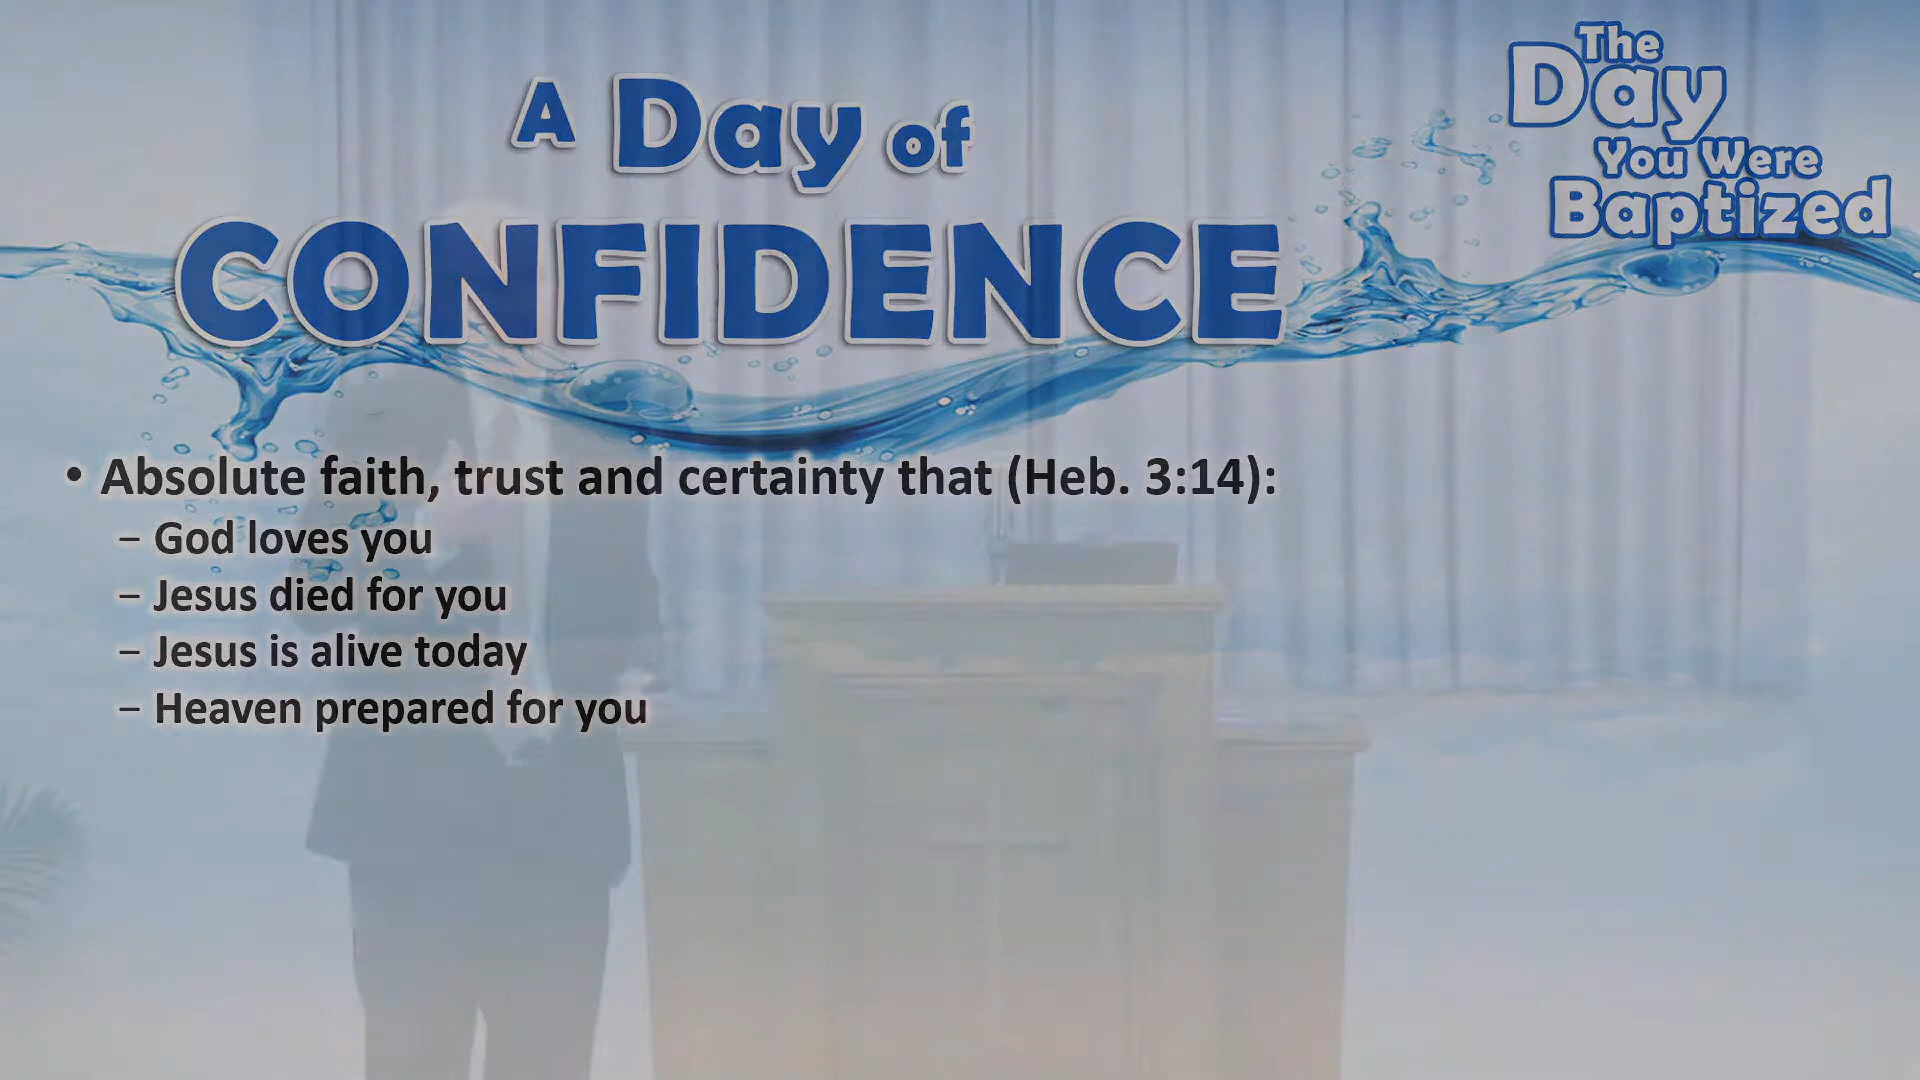 A Day of
CONFIDENCE
The
Day
You Were
Baptized
• Absolute faith, trust and certainty that (Heb. 3:14):
– God loves you
– Jesus died for you
– Jesus is alive today
– Heaven prepared for you